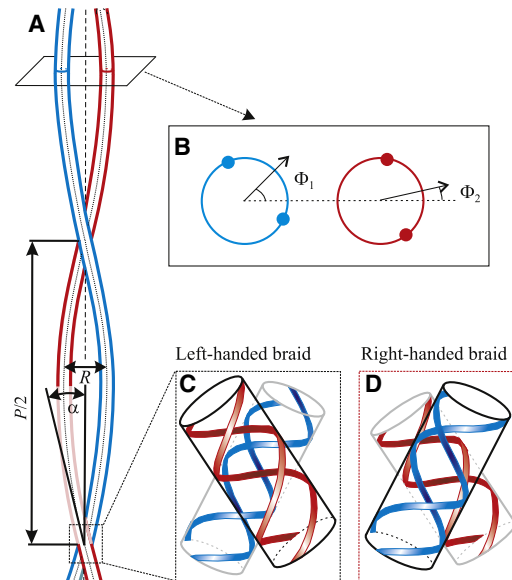 A
B
Φ1
Φ2
P/2
R
α
Left-handed braid
Right-handed braid
C
D